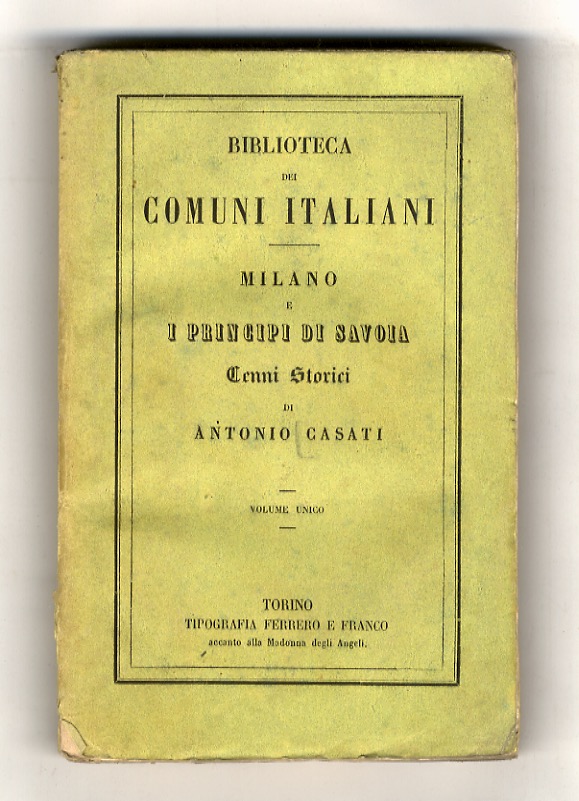 BIBLIOTECA
DEI
COMUNI ITALIANI
MILANO
E
I PRINCIPI DI SAVOIA
Cenni Storici
DI
ANTONIO CASATI
VOLUME UNICO
TORINO
TIPOGRAFIA FERRERO E FRANCO
accanto alla Madonna degli Angeli.